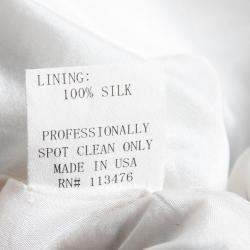 LINING:
100% SILK
PROFESSIONALLY
SPOT CLEAN ONLY
MADE IN USA
RN# 113476